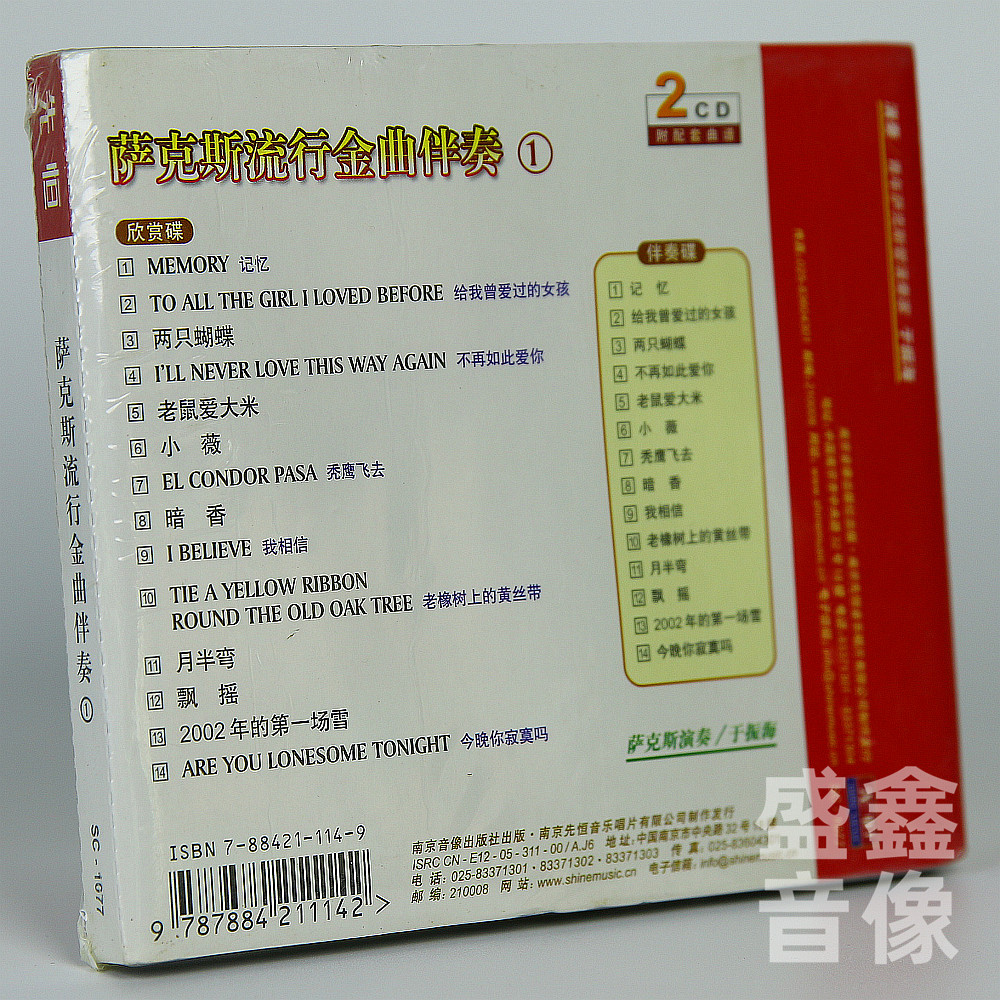 2CD
附配套曲谱
萨克斯流行金曲伴奏 ①
欣赏碟
1 MEMORY 记忆
2 TO ALL THE GIRL I LOVED BEFORE 给我曾爱过的女孩
3 两只蝴蝶
4 I'LL NEVER LOVE THIS WAY AGAIN 不再如此爱你
5 老鼠爱大米
6 小 薇
7 EL CONDOR PASA 秃鹰飞去
8 暗 香
9 I BELIEVE 我相信
10 TIE A YELLOW RIBBON
ROUND THE OLD OAK TREE 老橡树上的黄丝带
11 月半弯
12 飘 摇
13 2002年的第一场雪
14 ARE YOU LONESOME TONIGHT 今晚你寂寞吗
伴奏碟
1 记 忆
2 给我曾爱过的女孩
3 两只蝴蝶
4 不再如此爱你
5 老鼠爱大米
6 小 薇
7 秃鹰飞去
8 暗 香
9 我相信
10 老橡树上的黄丝带
11 月半弯
12 飘 摇
13 2002年的第一场雪
14 今晚你寂寞吗
萨克斯演奏/于振海
ISBN 7-88421-114-9
9 787884 211142 >
南京音像出版社出版·南京先恒音乐唱片有限公司制作发行
ISRC CN-E12-05-311-00/A.J6 地址:中国南京市中央路32号
电话:025-83371301·83371302·83371303 传真:025-83604
邮编:210008 网站:www.shinemusic.cn 电子信箱:info@shinem
萨克斯流行金曲伴奏 ①
SC-1077
盛鑫
音像